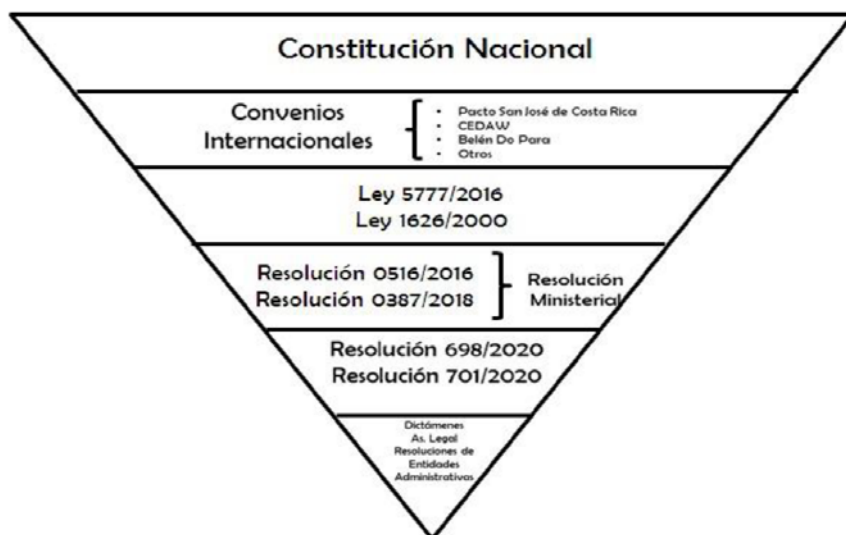 Constitución Nacional
Convenios
Internacionales
• Pacto San José de Costa Rica
• CEDAW
• Belén Do Para
• Otros
Ley 5777/2016
Ley 1626/2000
Resolución 0516/2016
Resolución 0387/2018
Resolución
Ministerial
Resolución 698/2020
Resolución 701/2020
Dictámenes
As. Legal
Resoluciones de
Entidades
Administrativas